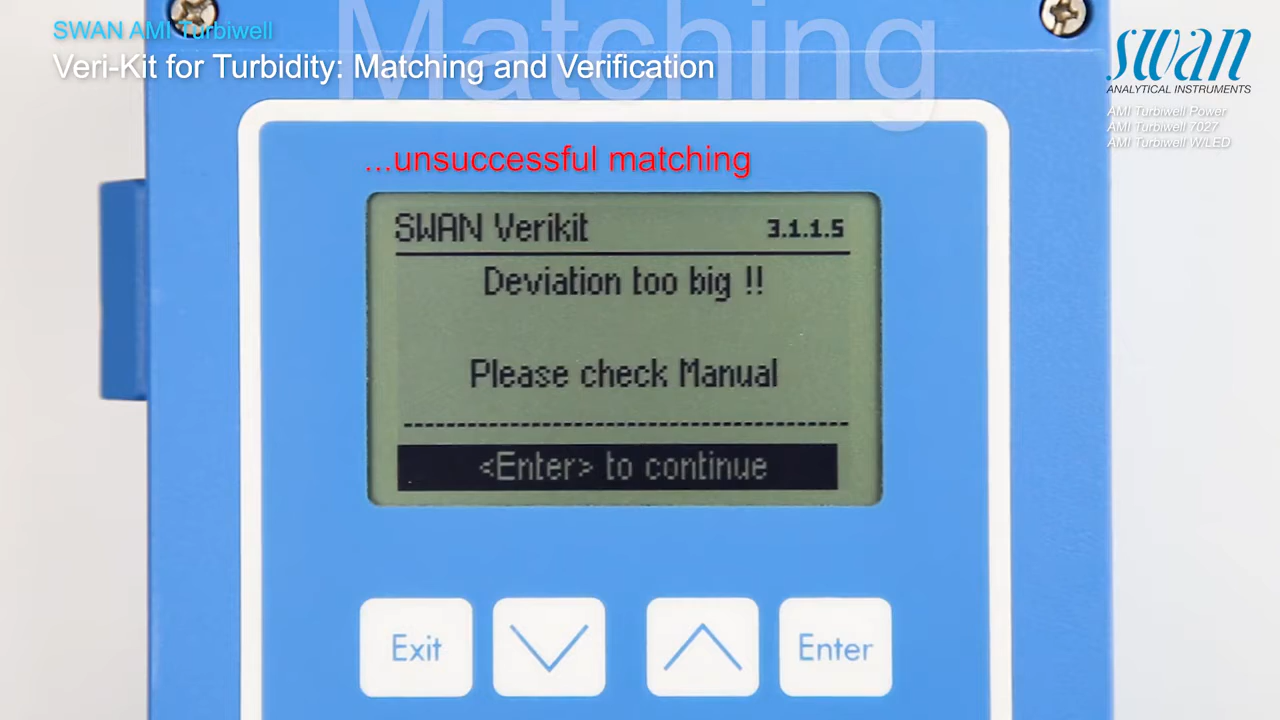 Matching
SWAN AMI Turbiwell
Veri-Kit for Turbidity: Matching and Verification
swan
ANALYTICAL INSTRUMENTS
AMI Turbiwell Power
AMI Turbiwell 7027
AMI Turbiwell W/LED
...unsuccessful matching
SWAN Verikit 3.1.1.5
Deviation too big !!
Please check Manual
<Enter> to continue
Exit Enter